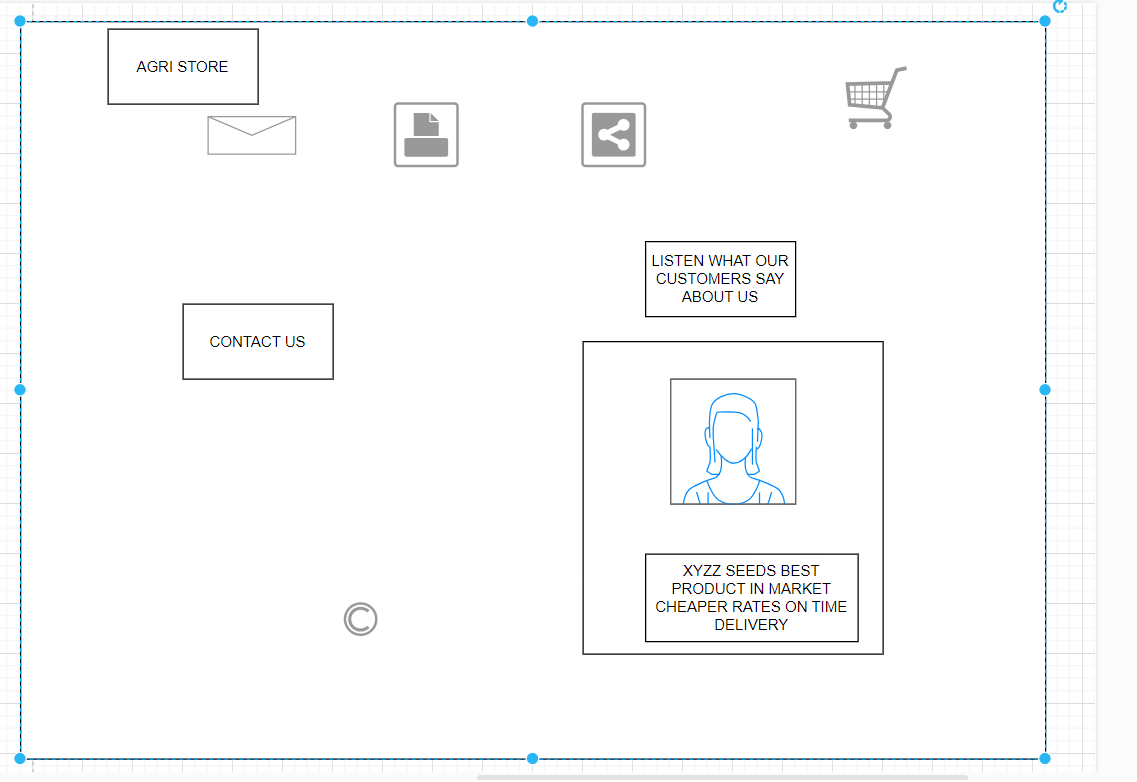 AGRI STORE
LISTEN WHAT OUR
CUSTOMERS SAY
ABOUT US
CONTACT US
XYZZ SEEDS BEST
PRODUCT IN MARKET
CHEAPER RATES ON TIME
DELIVERY
©